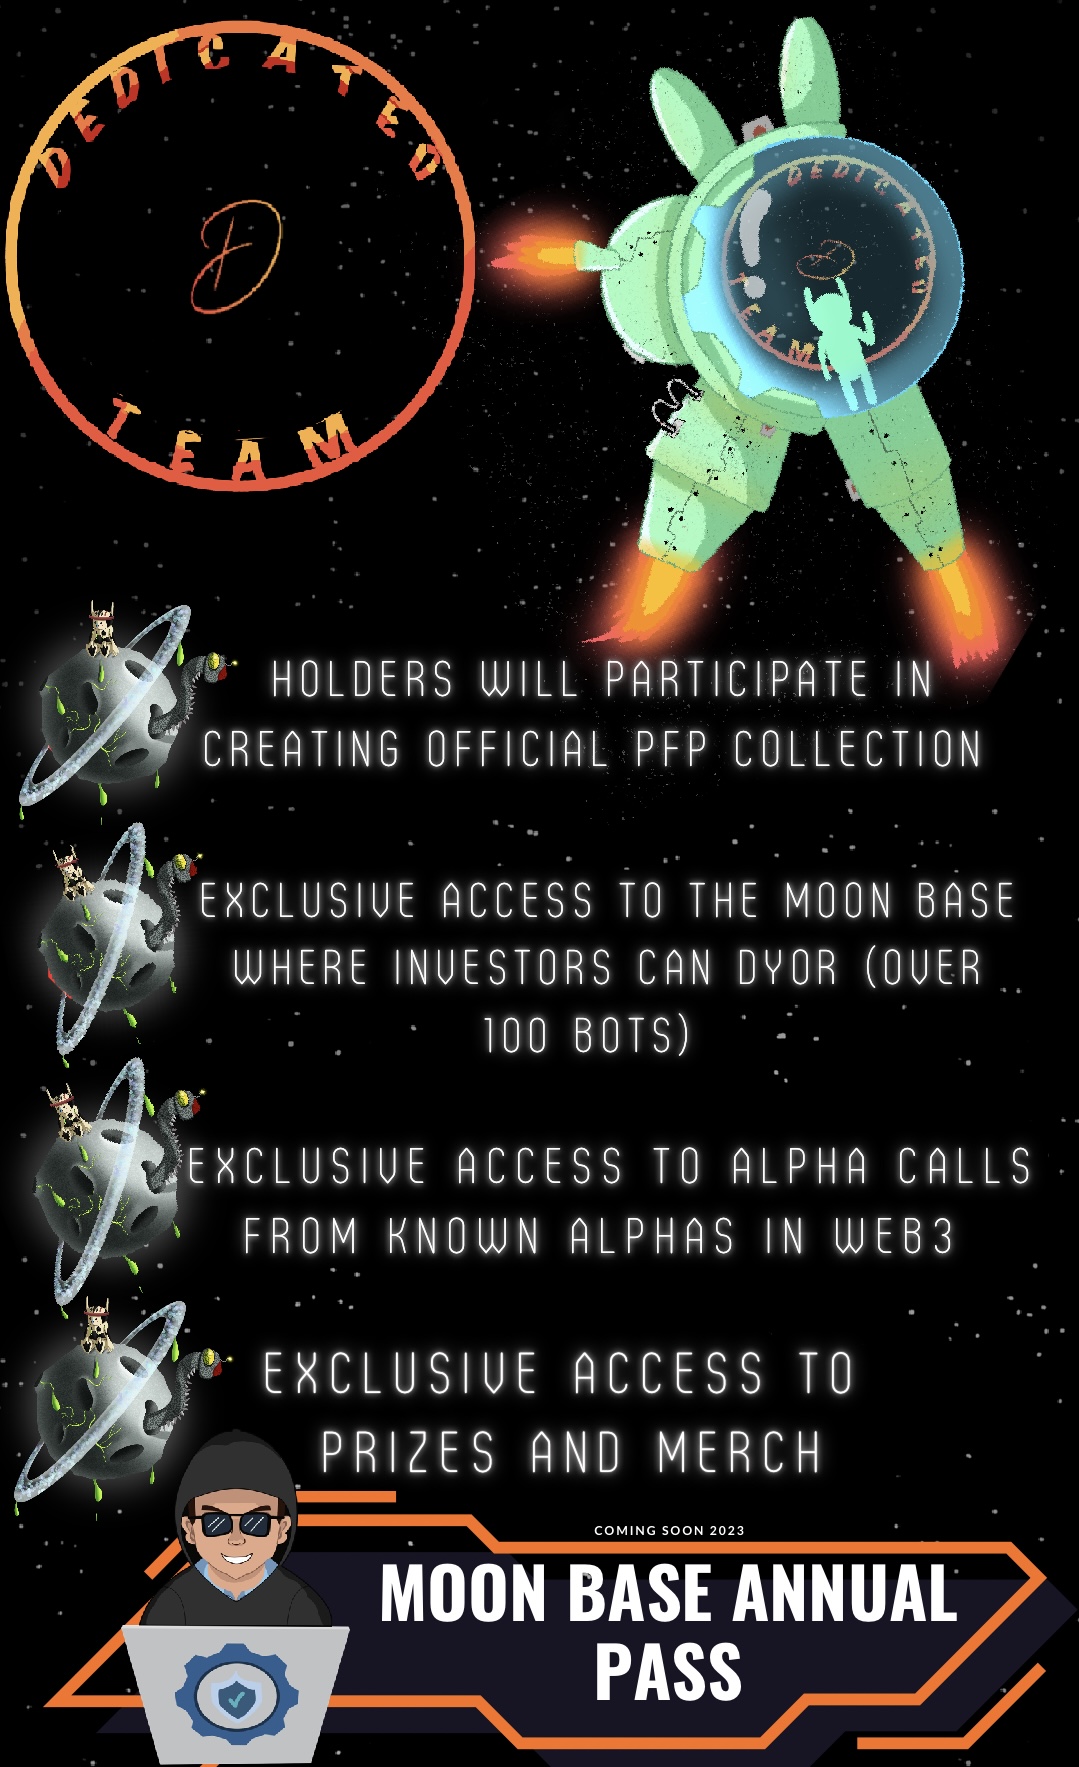 DEDICATED
D
TEAM
DEDICATED
TEAM
HOLDERS WILL PARTICIPATE IN
CREATING OFFICIAL PFP COLLECTION
EXCLUSIVE ACCESS TO THE MOON BASE
WHERE INVESTORS CAN DYOR (OVER
100 BOTS)
EXCLUSIVE ACCESS TO ALPHA CALLS
FROM KNOWN ALPHAS IN WEB3
EXCLUSIVE ACCESS TO
PRIZES AND MERCH
COMING SOON 2023
MOON BASE ANNUAL
PASS